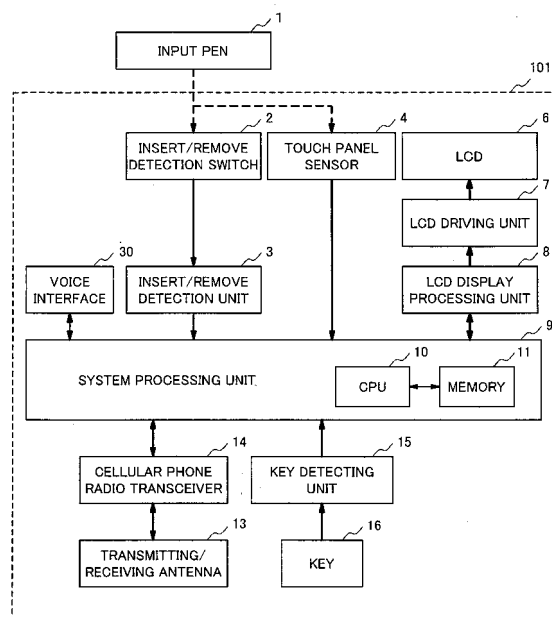 1
INPUT PEN
101
2
INSERT/REMOVE
DETECTION SWITCH
4
TOUCH PANEL
SENSOR
6
LCD
7
LCD DRIVING UNIT
30
VOICE
INTERFACE
3
INSERT/REMOVE
DETECTION UNIT
8
LCD DISPLAY
PROCESSING UNIT
9
SYSTEM PROCESSING UNIT
10
CPU
11
MEMORY
14
CELLULAR PHONE
RADIO TRANSCEIVER
15
KEY DETECTING
UNIT
13
TRANSMITTING/
RECEIVING ANTENNA
16
KEY